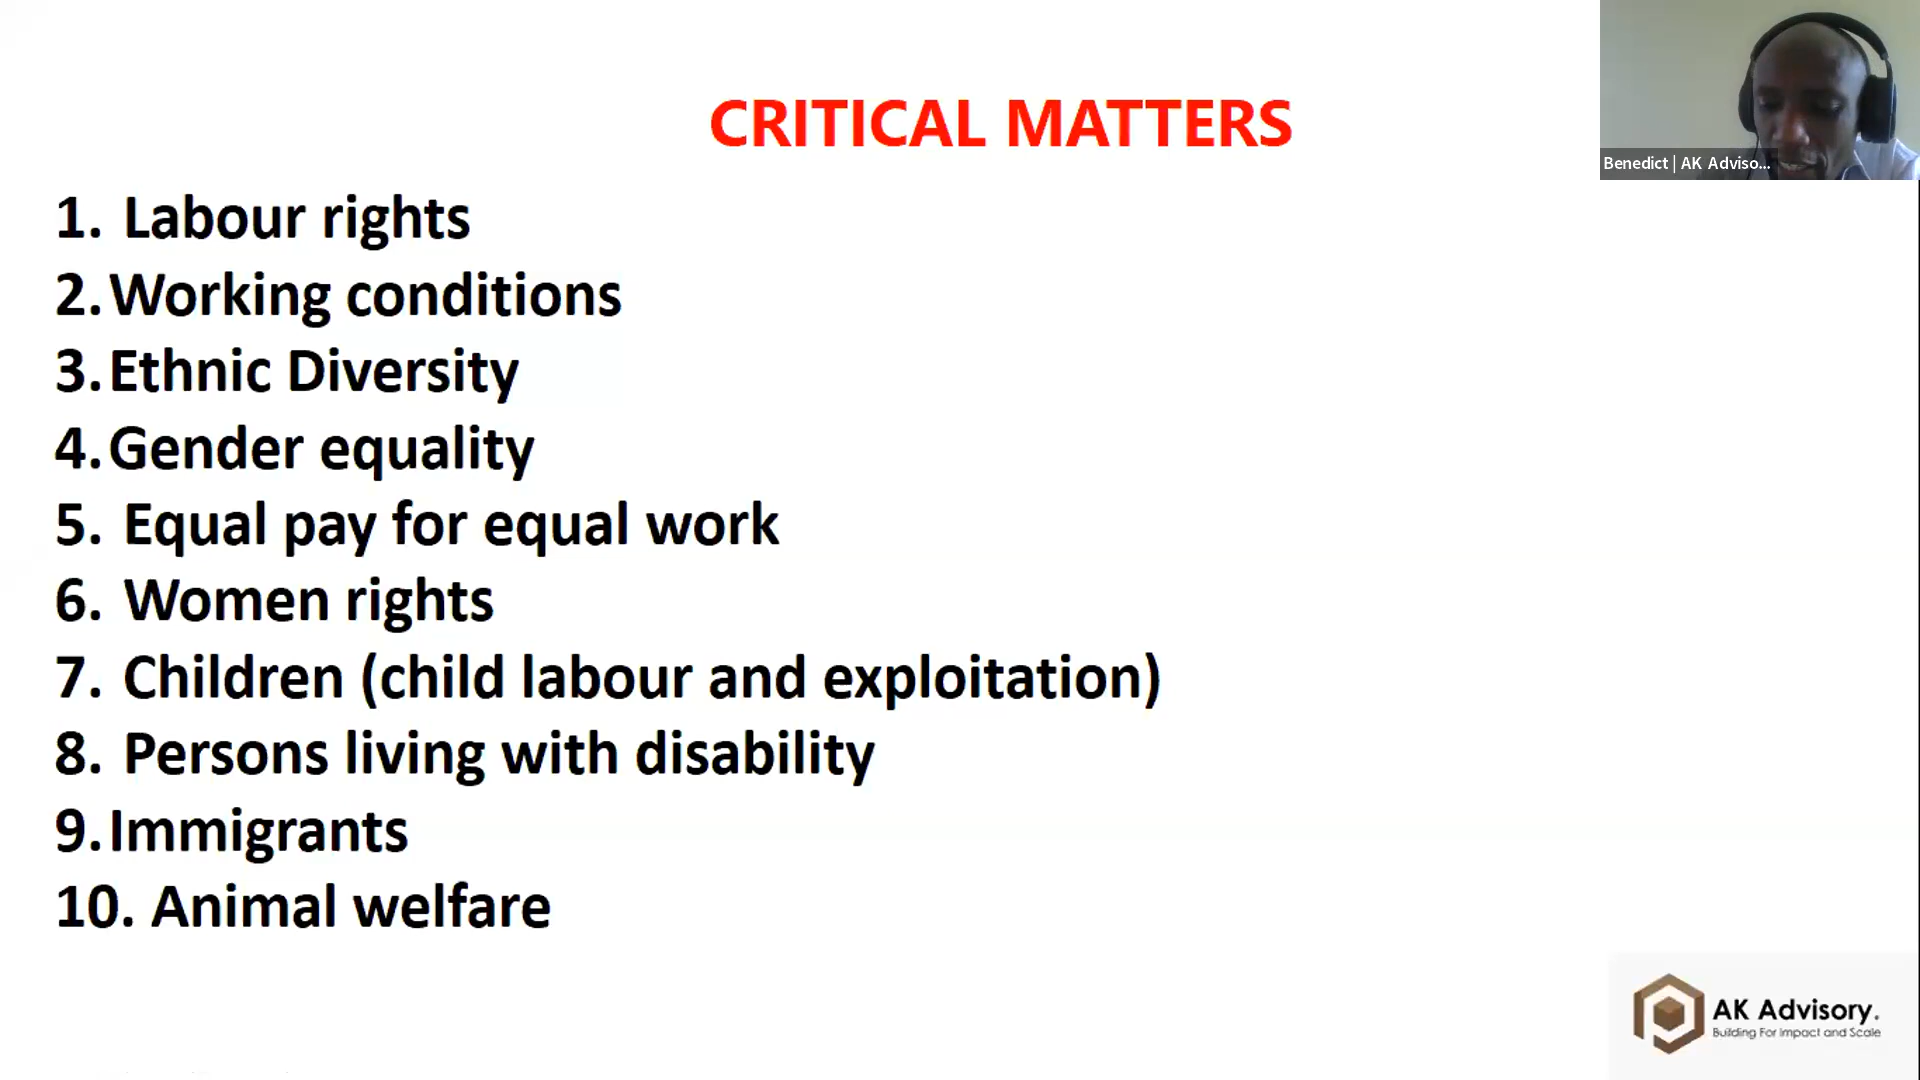 CRITICAL MATTERS
Benedict | AK Adviso...
1. Labour rights
2. Working conditions
3. Ethnic Diversity
4. Gender equality
5. Equal pay for equal work
6. Women rights
7. Children (child labour and exploitation)
8. Persons living with disability
9. Immigrants
10. Animal welfare
AK Advisory.
Building For Impact and Scale